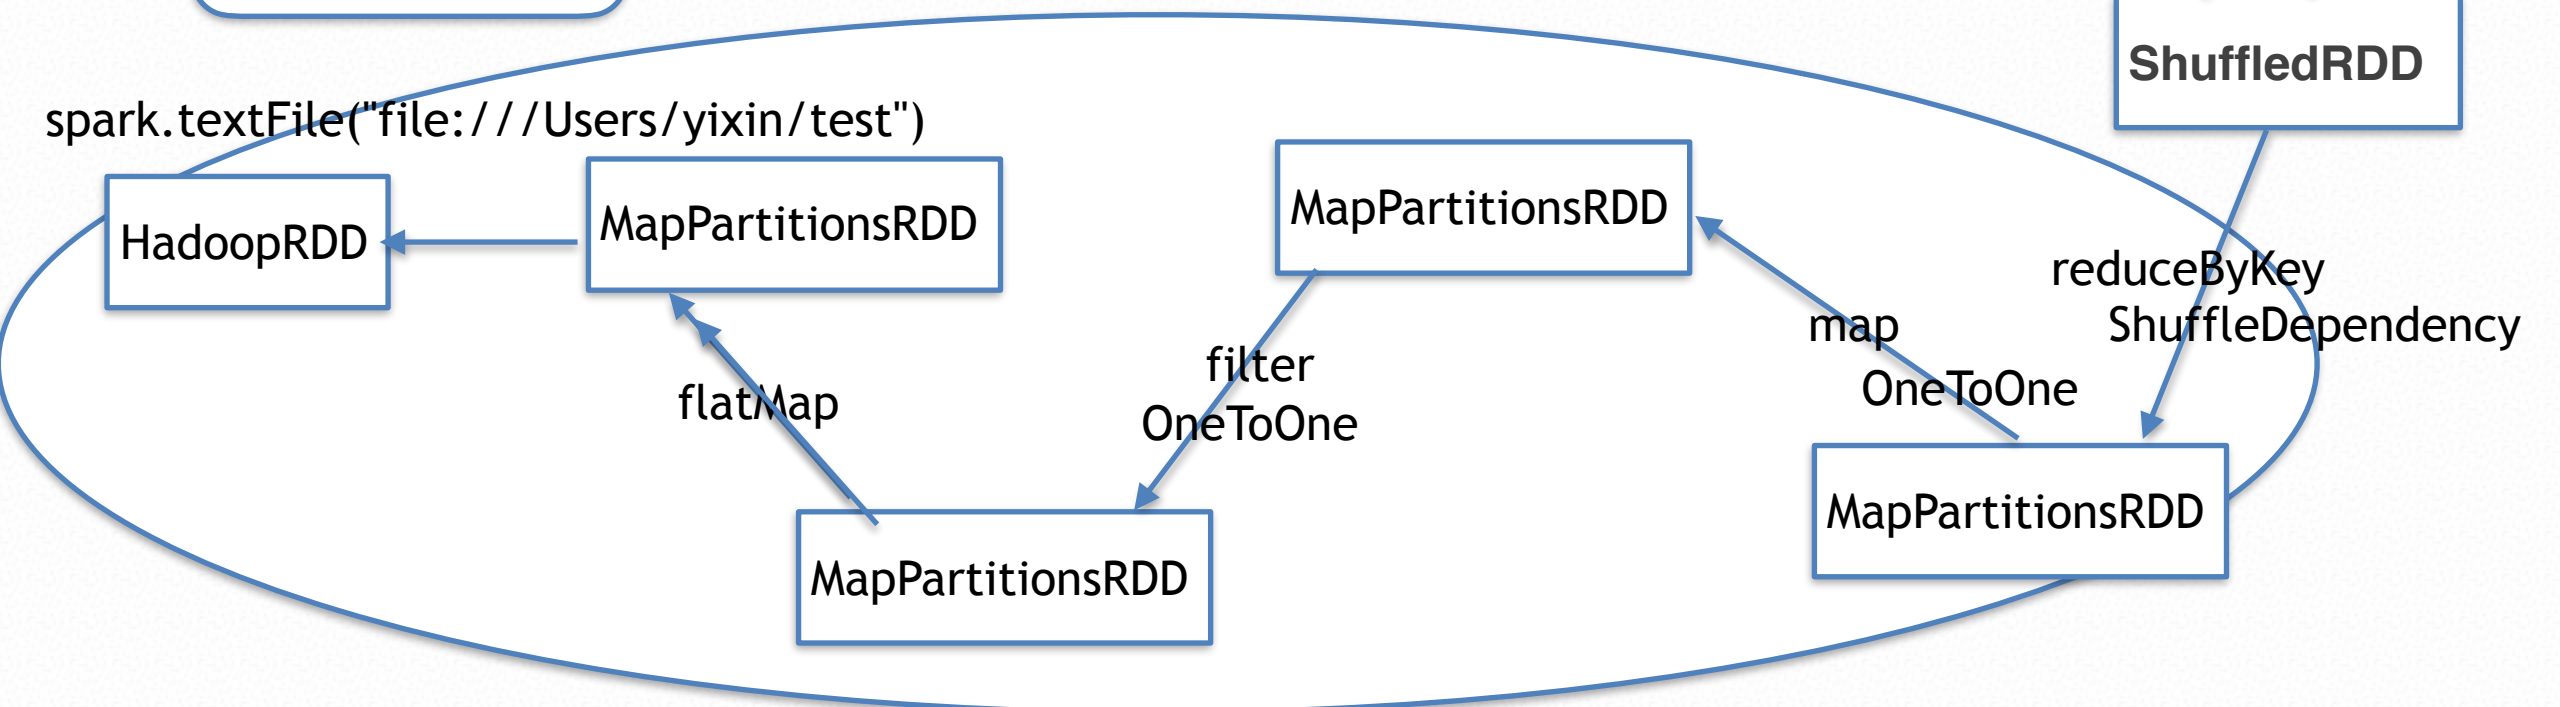 ShuffledRDD
spark.textFile("file:///Users/yixin/test")
HadoopRDD
MapPartitionsRDD
MapPartitionsRDD
reduceByKey
ShuffleDependency
map
OneToOne
filter
OneToOne
flatMap
MapPartitionsRDD
MapPartitionsRDD